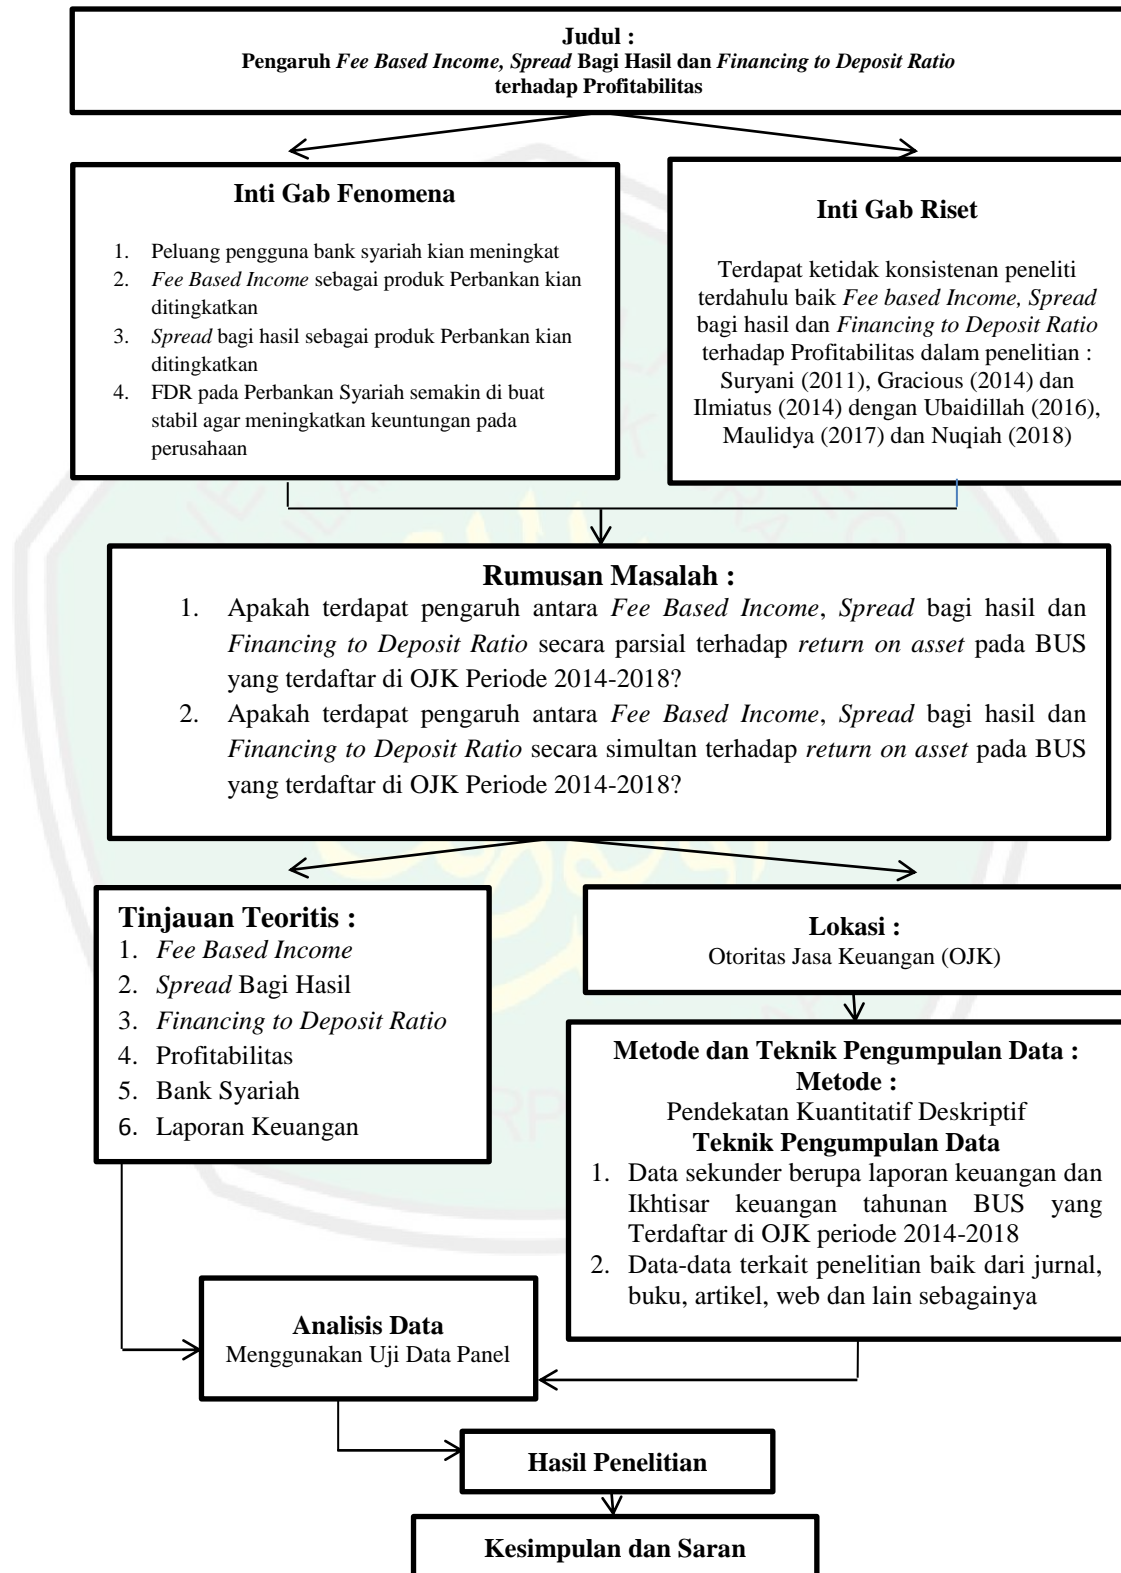 Judul :
Pengaruh Fee Based Income, Spread Bagi Hasil dan Financing to Deposit Ratio
terhadap Profitabilitas
Inti Gab Fenomena
1. Peluang pengguna bank syariah kian meningkat
2. Fee Based Income sebagai produk Perbankan kian
ditingkatkan
3. Spread bagi hasil sebagai produk Perbankan kian
ditingkatkan
4. FDR pada Perbankan Syariah semakin di buat
stabil agar meningkatkan keuntungan pada
perusahaan
Inti Gab Riset
Terdapat ketidak konsistenan peneliti
terdahulu baik Fee based Income, Spread
bagi hasil dan Financing to Deposit Ratio
terhadap Profitabilitas dalam penelitian :
Suryani (2011), Gracious (2014) dan
Ilmiatus (2014) dengan Ubaidillah (2016),
Maulidya (2017) dan Nuqiah (2018)
Rumusan Masalah :
1. Apakah terdapat pengaruh antara Fee Based Income, Spread bagi hasil dan
Financing to Deposit Ratio secara parsial terhadap return on asset pada BUS
yang terdaftar di OJK Periode 2014-2018?
2. Apakah terdapat pengaruh antara Fee Based Income, Spread bagi hasil dan
Financing to Deposit Ratio secara simultan terhadap return on asset pada BUS
yang terdaftar di OJK Periode 2014-2018?
Tinjauan Teoritis :
1. Fee Based Income
2. Spread Bagi Hasil
3. Financing to Deposit Ratio
4. Profitabilitas
5. Bank Syariah
6. Laporan Keuangan
Lokasi :
Otoritas Jasa Keuangan (OJK)
Metode dan Teknik Pengumpulan Data :
Metode :
Pendekatan Kuantitatif Deskriptif
Teknik Pengumpulan Data
1. Data sekunder berupa laporan keuangan dan
Ikhtisar keuangan tahunan BUS yang
Terdaftar di OJK periode 2014-2018
2. Data-data terkait penelitian baik dari jurnal,
buku, artikel, web dan lain sebagainya
Analisis Data
Menggunakan Uji Data Panel
Hasil Penelitian
Kesimpulan dan Saran